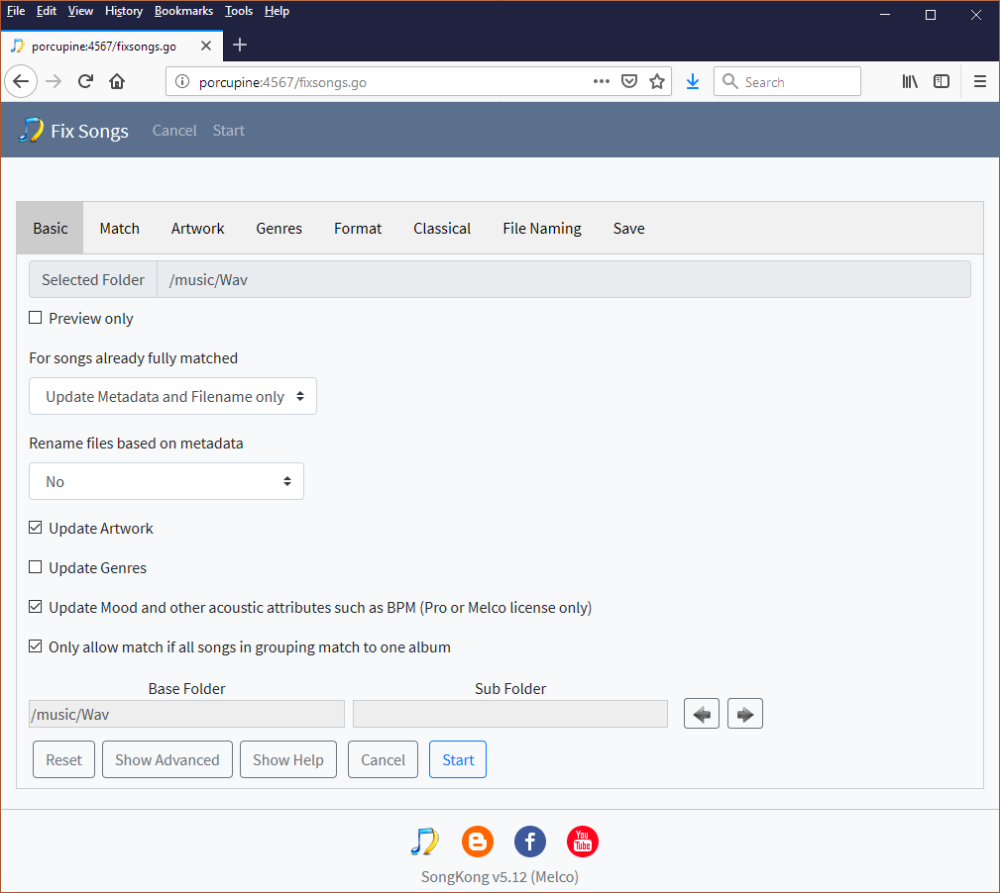 File Edit View History Bookmarks Tools Help
porcupine:4567/fixsongs.go
porcupine:4567/fixsongs.go
Search
Fix Songs Cancel Start
Basic Match Artwork Genres Format Classical File Naming Save
Selected Folder /music/Wav
Preview only
For songs already fully matched
Update Metadata and Filename only
Rename files based on metadata
No
Update Artwork
Update Genres
Update Mood and other acoustic attributes such as BPM (Pro or Melco license only)
Only allow match if all songs in grouping match to one album
Base Folder Sub Folder
/music/Wav
Reset Show Advanced Show Help Cancel Start
You
Tube
SongKong v5.12 (Melco)